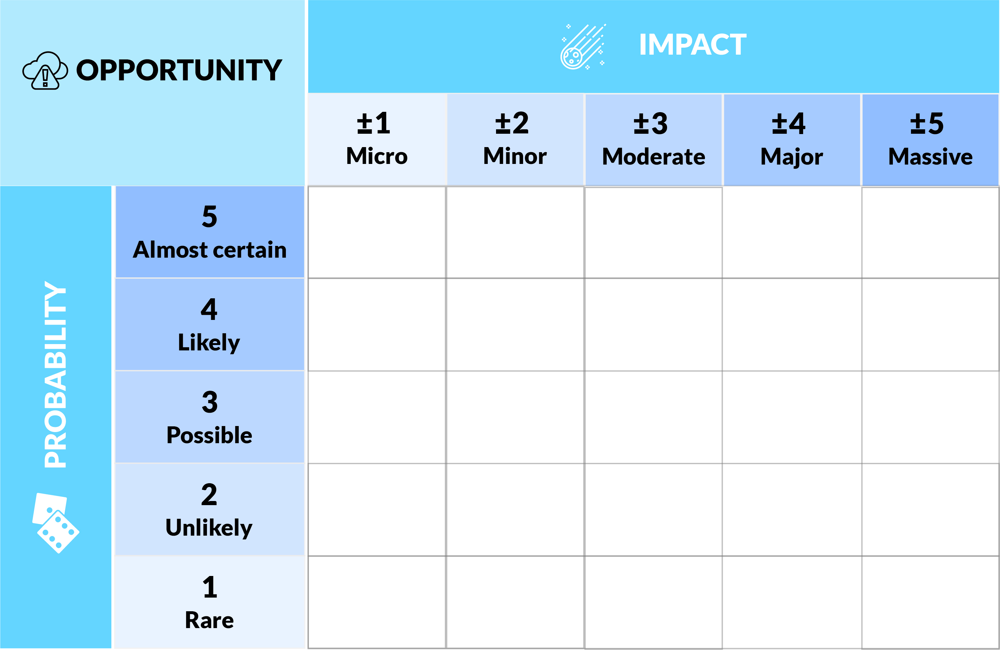 OPPORTUNITY
IMPACT
±1
Micro
±2
Minor
±3
Moderate
±4
Major
±5
Massive
PROBABILITY
5
Almost certain
4
Likely
3
Possible
2
Unlikely
1
Rare